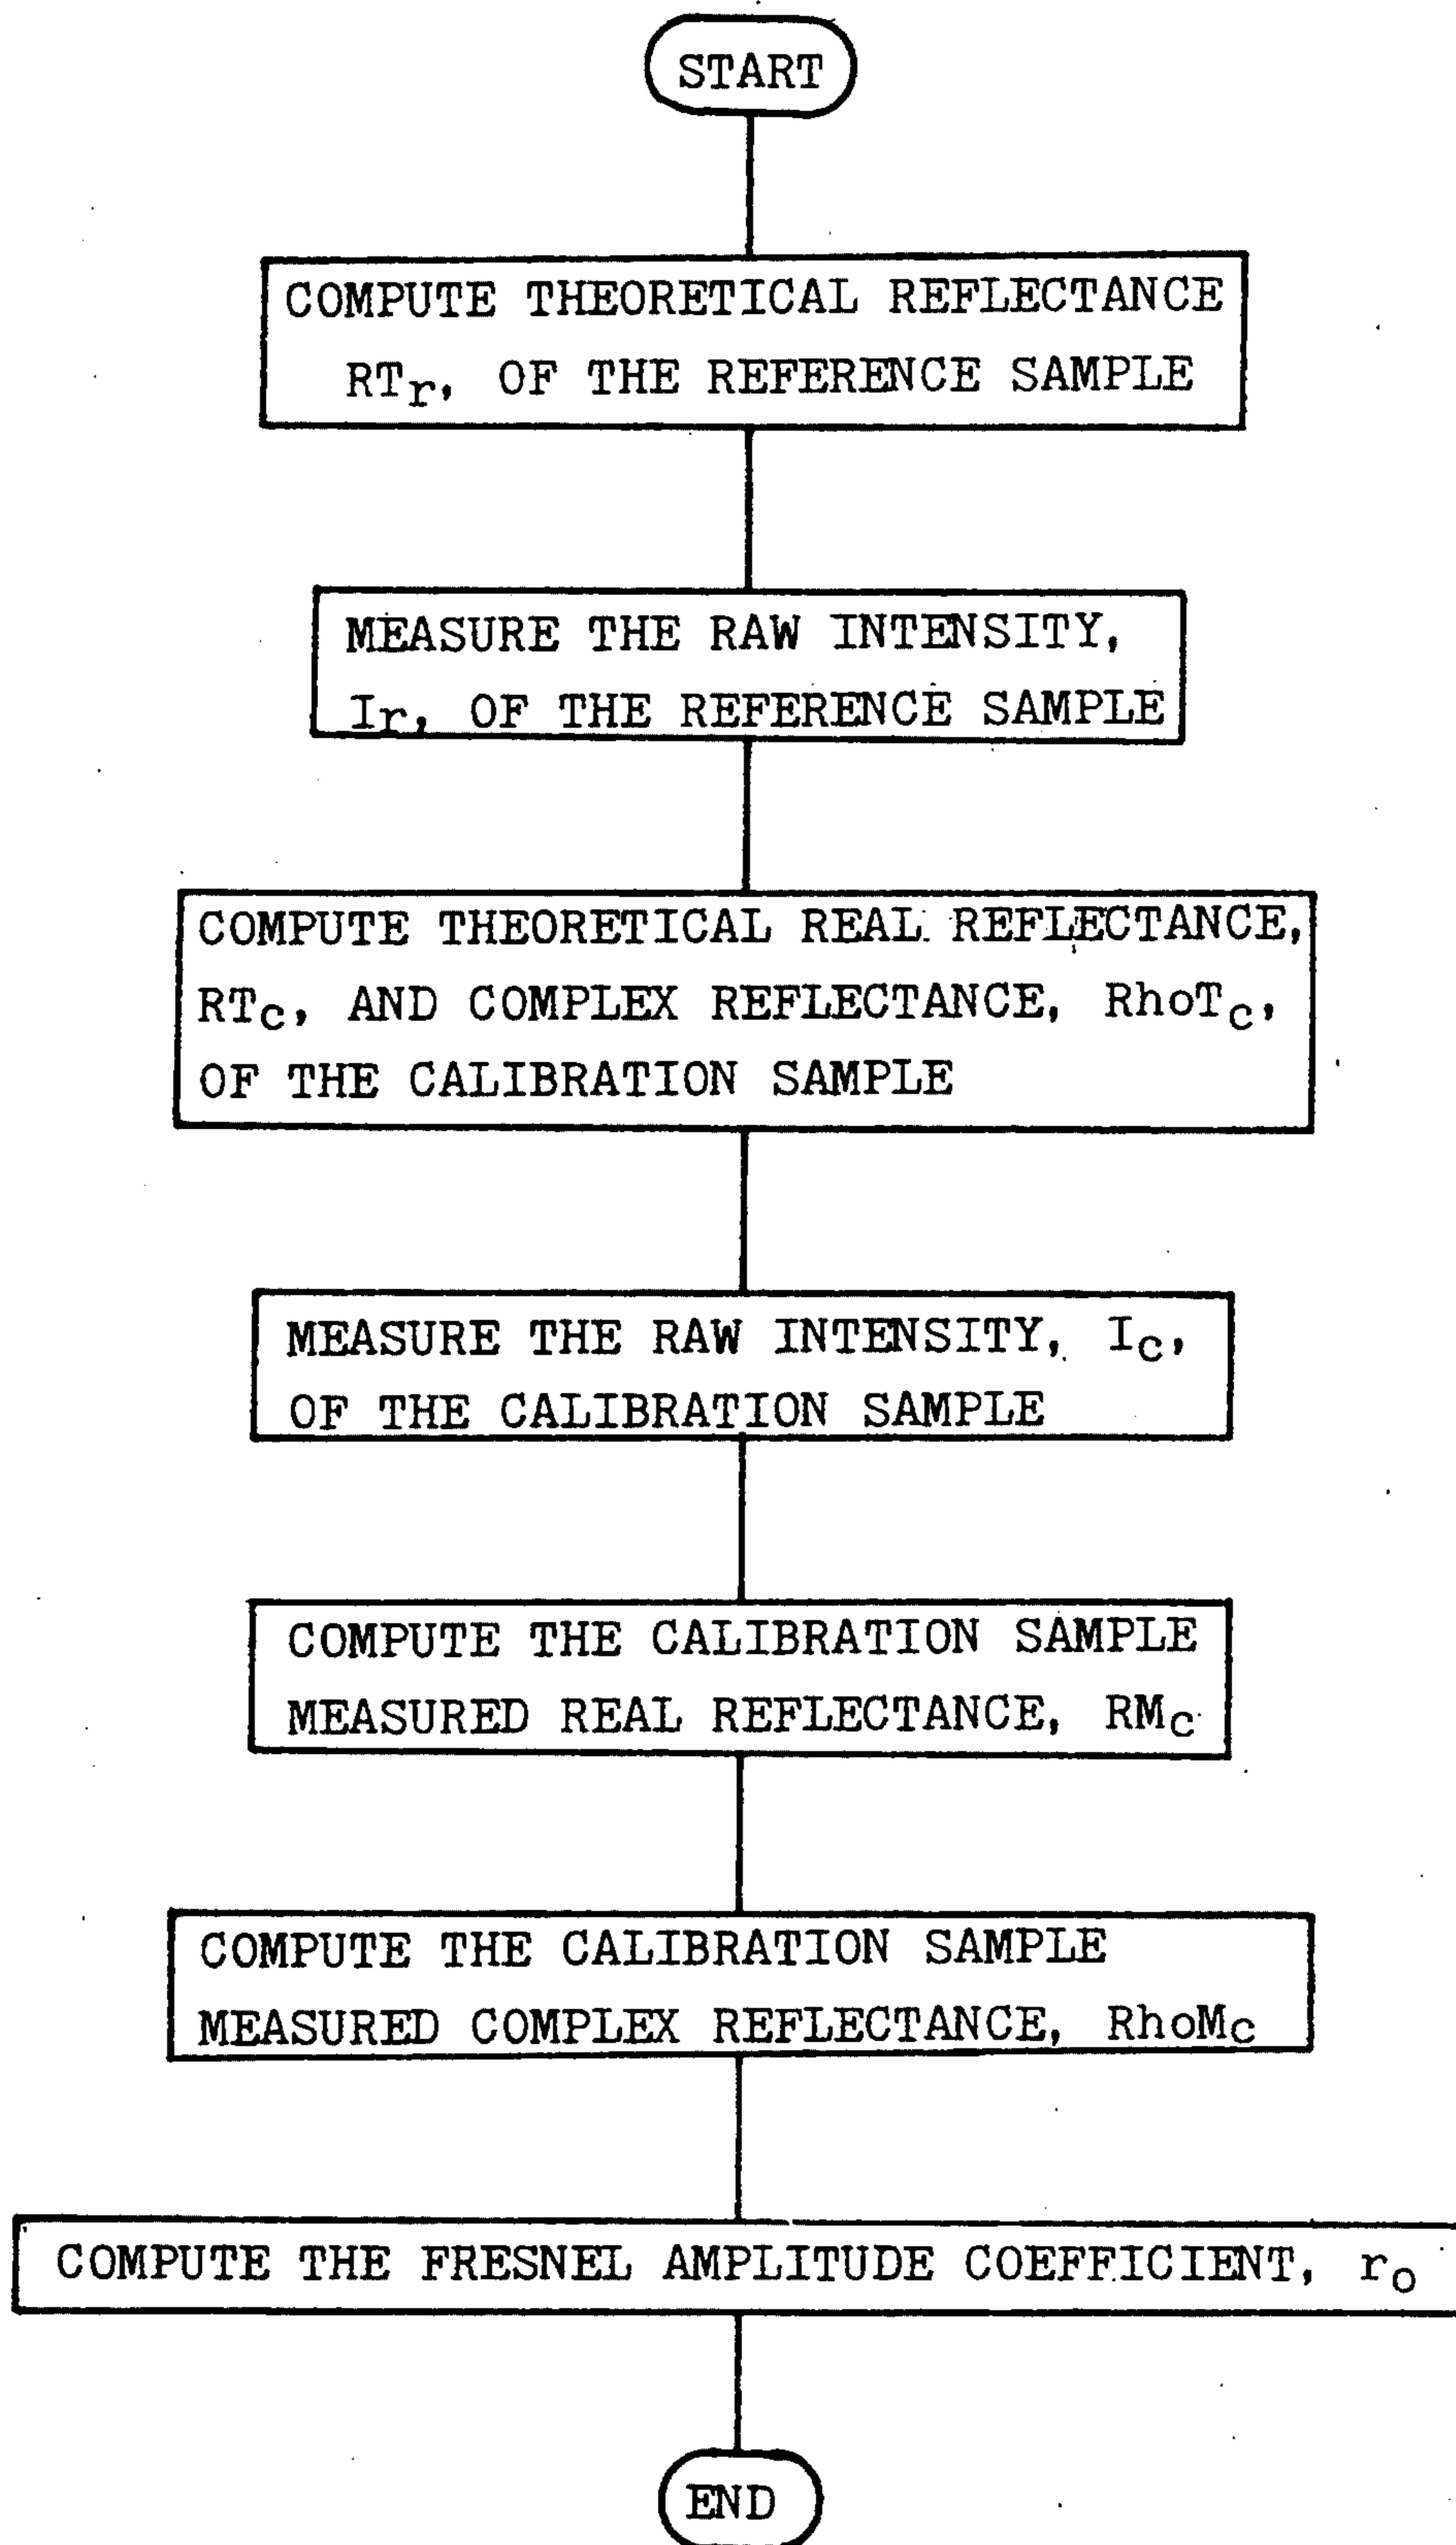 START
COMPUTE THEORETICAL REFLECTANCE
RTr, OF THE REFERENCE SAMPLE
MEASURE THE RAW INTENSITY,
Ir, OF THE REFERENCE SAMPLE
COMPUTE THEORETICAL REAL REFLECTANCE,
RTc, AND COMPLEX REFLECTANCE, RhoTc,
OF THE CALIBRATION SAMPLE
MEASURE THE RAW INTENSITY, Ic,
OF THE CALIBRATION SAMPLE
COMPUTE THE CALIBRATION SAMPLE
MEASURED REAL REFLECTANCE, RMc
COMPUTE THE CALIBRATION SAMPLE
MEASURED COMPLEX REFLECTANCE, RhoMc
COMPUTE THE FRESNEL AMPLITUDE COEFFICIENT, ro
END